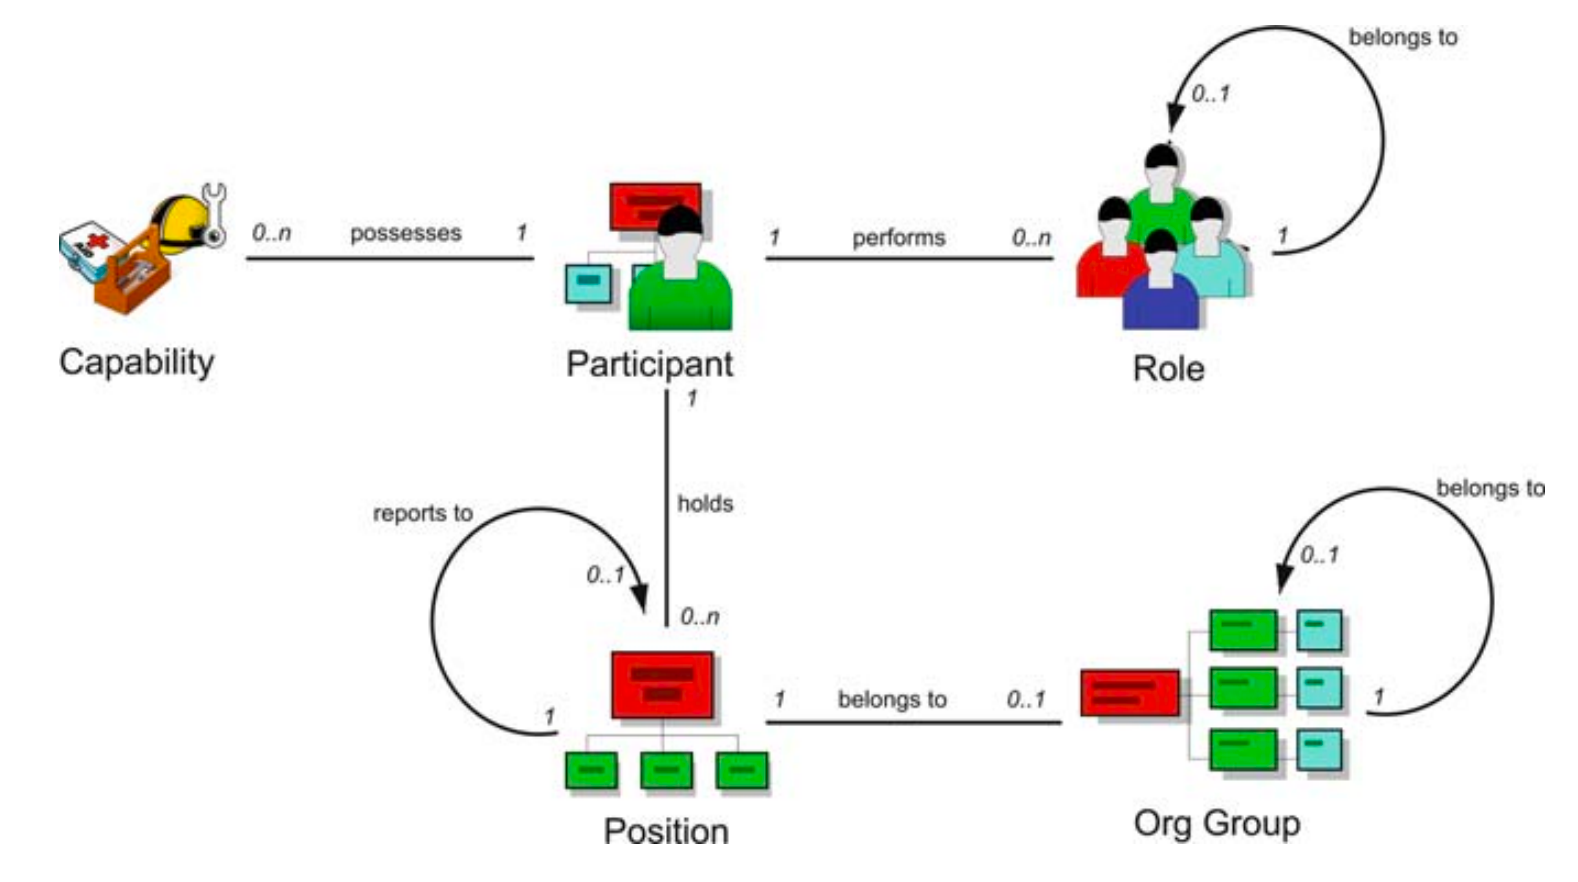 belongs to
0..1
0..n possesses 1
1 performs 0..n
1
AID
Capability
Participant
Role
1
reports to
holds
belongs to
0..1
0..1
0..n
1
1 belongs to 0..1
1
Position
Org Group